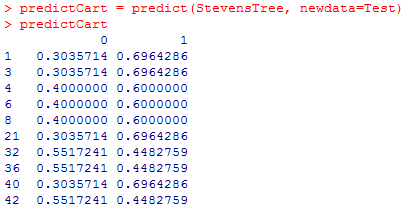 > predictCart = predict(StevensTree, newdata=Test)
> predictCart
0 1
1 0.3035714 0.6964286
3 0.3035714 0.6964286
4 0.4000000 0.6000000
6 0.4000000 0.6000000
8 0.4000000 0.6000000
21 0.3035714 0.6964286
32 0.5517241 0.4482759
36 0.5517241 0.4482759
40 0.3035714 0.6964286
42 0.5517241 0.4482759